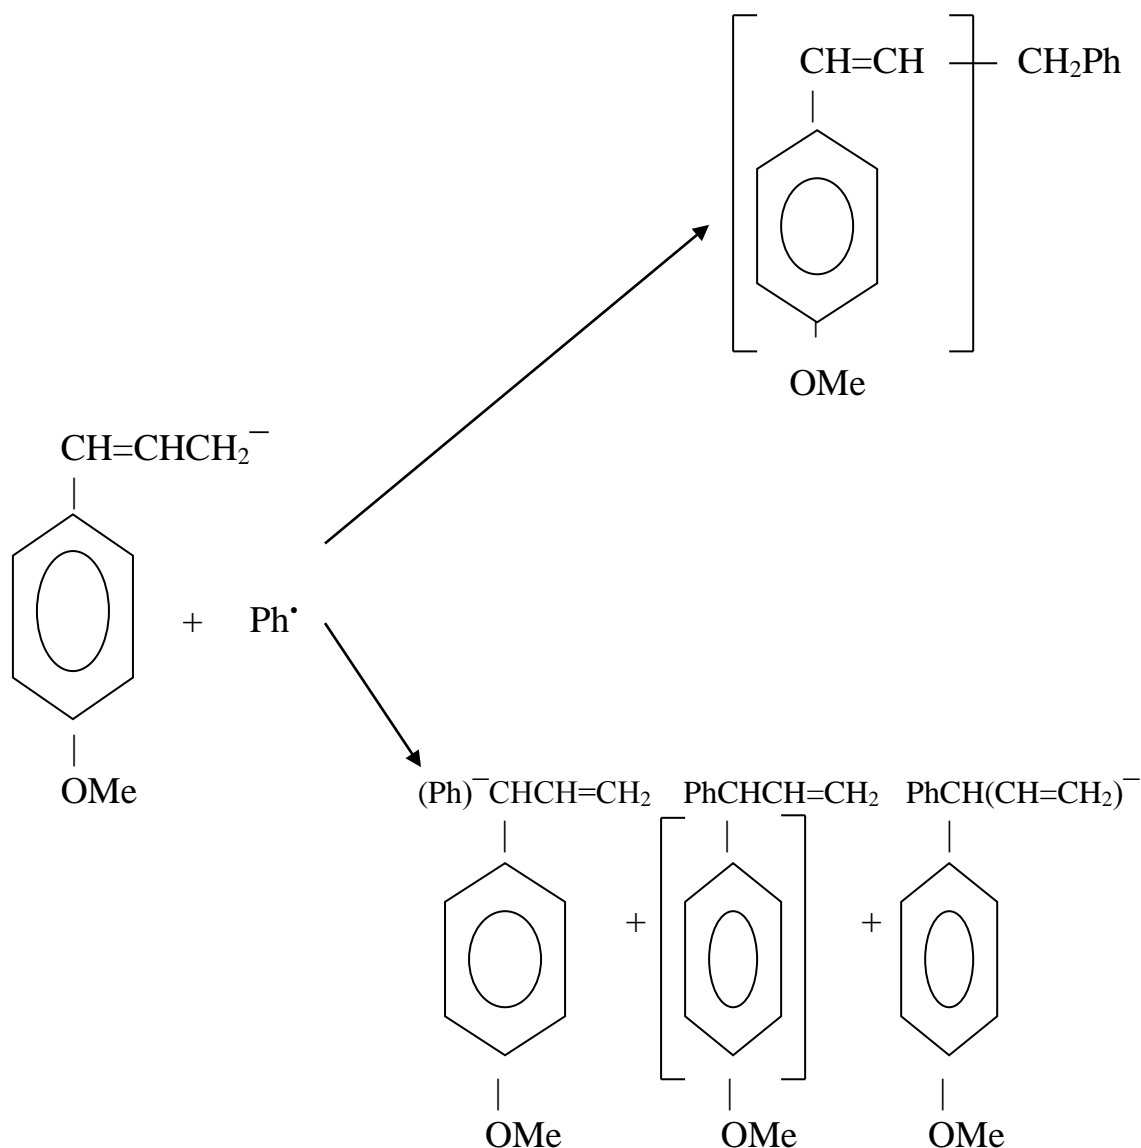 CH=CH CH₂Ph
OMe
CH=CHCH₂⁻
+ Ph•
OMe
(Ph)⁻CHCH=CH₂ PhCHCH=CH₂ PhCH(CH=CH₂)⁻
+ +
OMe OMe OMe